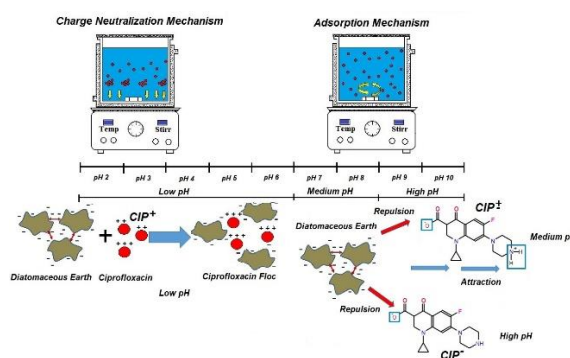 Charge Neutralization Mechanism
Adsorption Mechanism
Temp
Stirr
Temp
Stirr
pH 2
pH 3
pH 4
pH 5
pH 6
pH 7
pH 8
pH 9
pH 10
Low pH
Medium pH
High pH
CIP+
+
Diatomaceous Earth
Ciprofloxacin
Ciprofloxacin Floc
Low pH
Diatomaceous Earth
Repulsion
CIP±
O
O
F
N
N
Medium p
Attraction
Repulsion
O
O
F
N
N
NH
High pH
CIP-